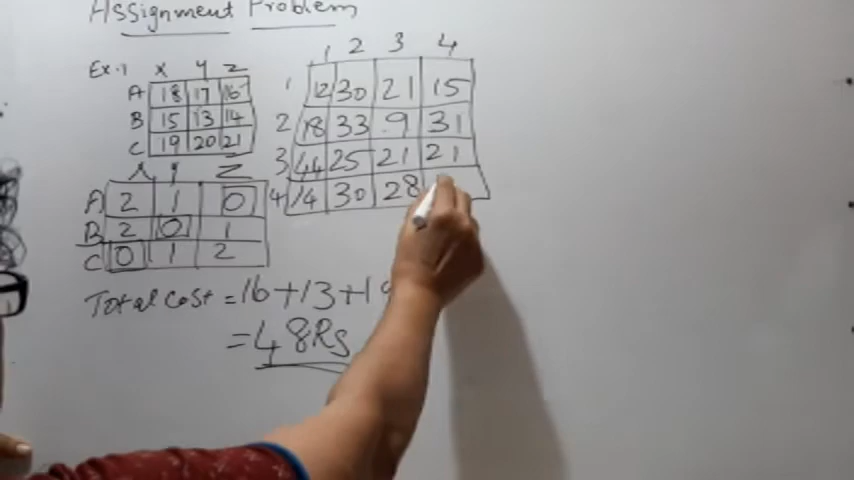 Assignment Problem
Ex.1 X Y Z
A 18 17 16
B 15 13 14
C 19 20 21
X Y Z
A 2 1 0
B 2 0 1
C 0 1 2
Total cost = 16+13+19
= 48 Rs
1 2 3 4
1 12 30 21 15
2 18 33 9 31
3 44 25 21 21
4 14 30 28